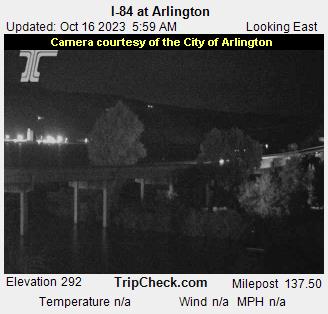 I-84 at Arlington
Updated: Oct 16 2023 5:59 AM Looking East
Camera courtesy of the City of Arlington
Elevation 292 TripCheck.com Milepost 137.50
Temperature n/a Wind n/a MPH n/a